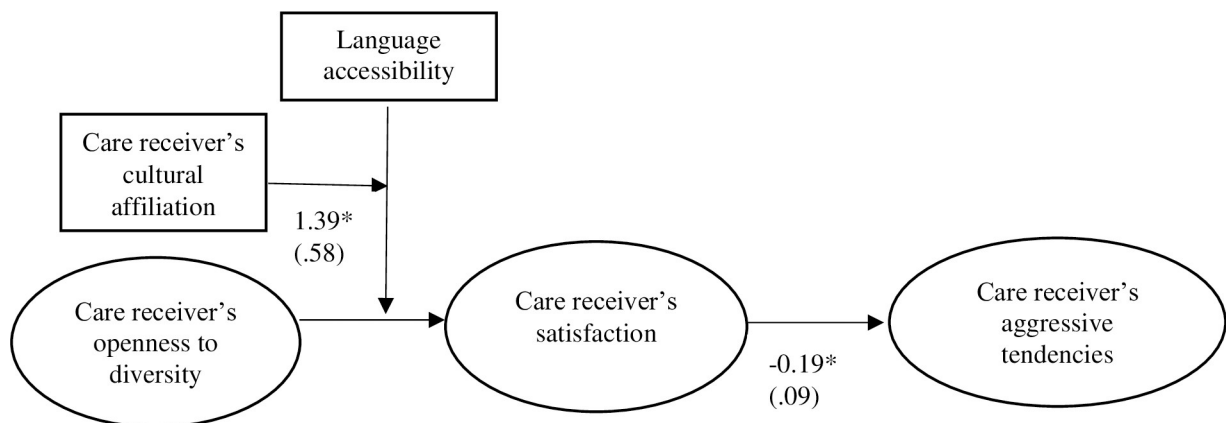 Language
accessibility
Care receiver’s
cultural
affiliation
1.39*
(.58)
Care receiver’s
openness to
diversity
Care receiver’s
satisfaction
-0.19*
(.09)
Care receiver’s
aggressive
tendencies